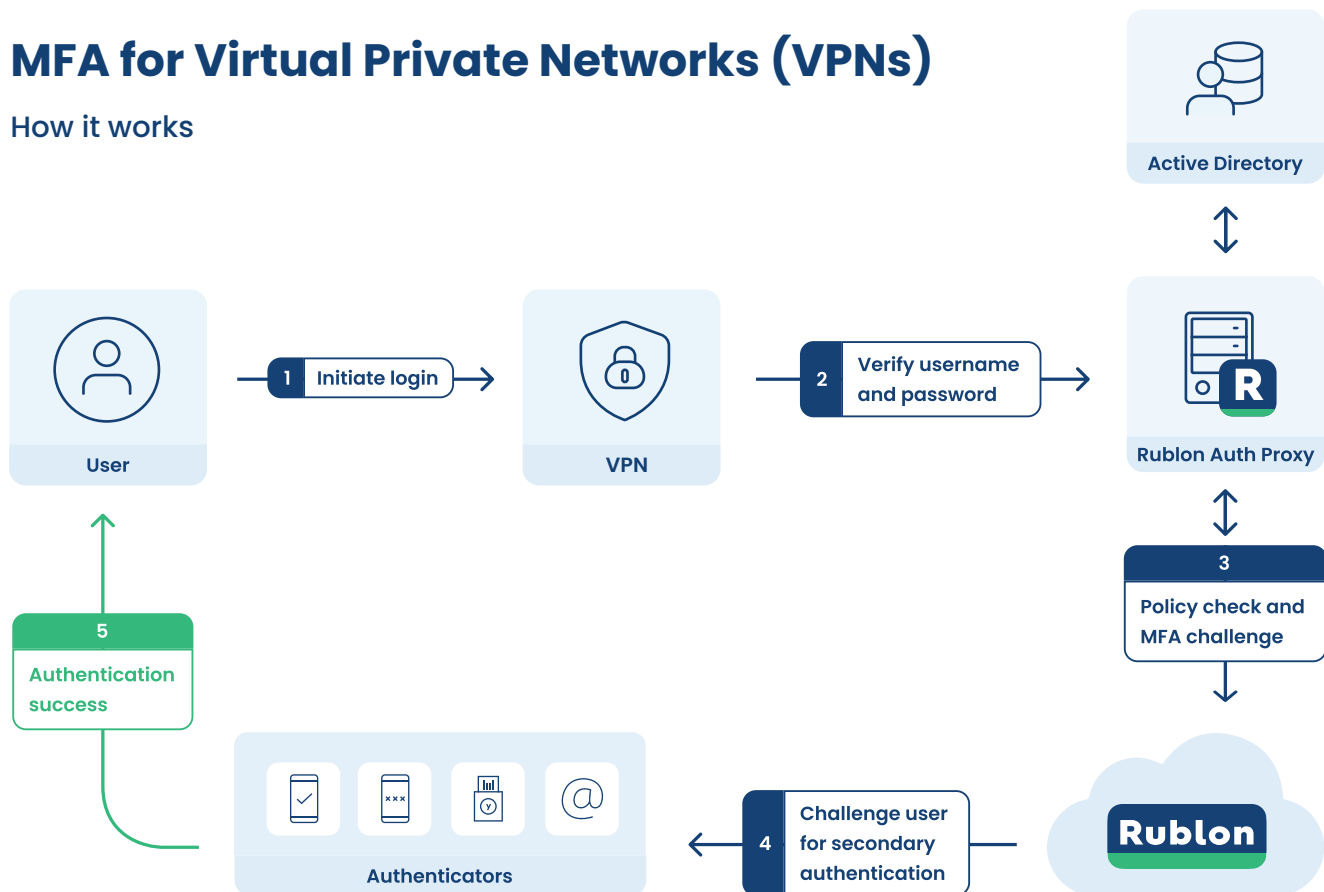 MFA for Virtual Private Networks (VPNs)
How it works
Active Directory
User
1
Initiate login
VPN
2
Verify username
and password
R
Rublon Auth Proxy
3
Policy check and
MFA challenge
5
Authentication
success
xxx
y
@
Authenticators
4
Challenge user
for secondary
authentication
Rublon